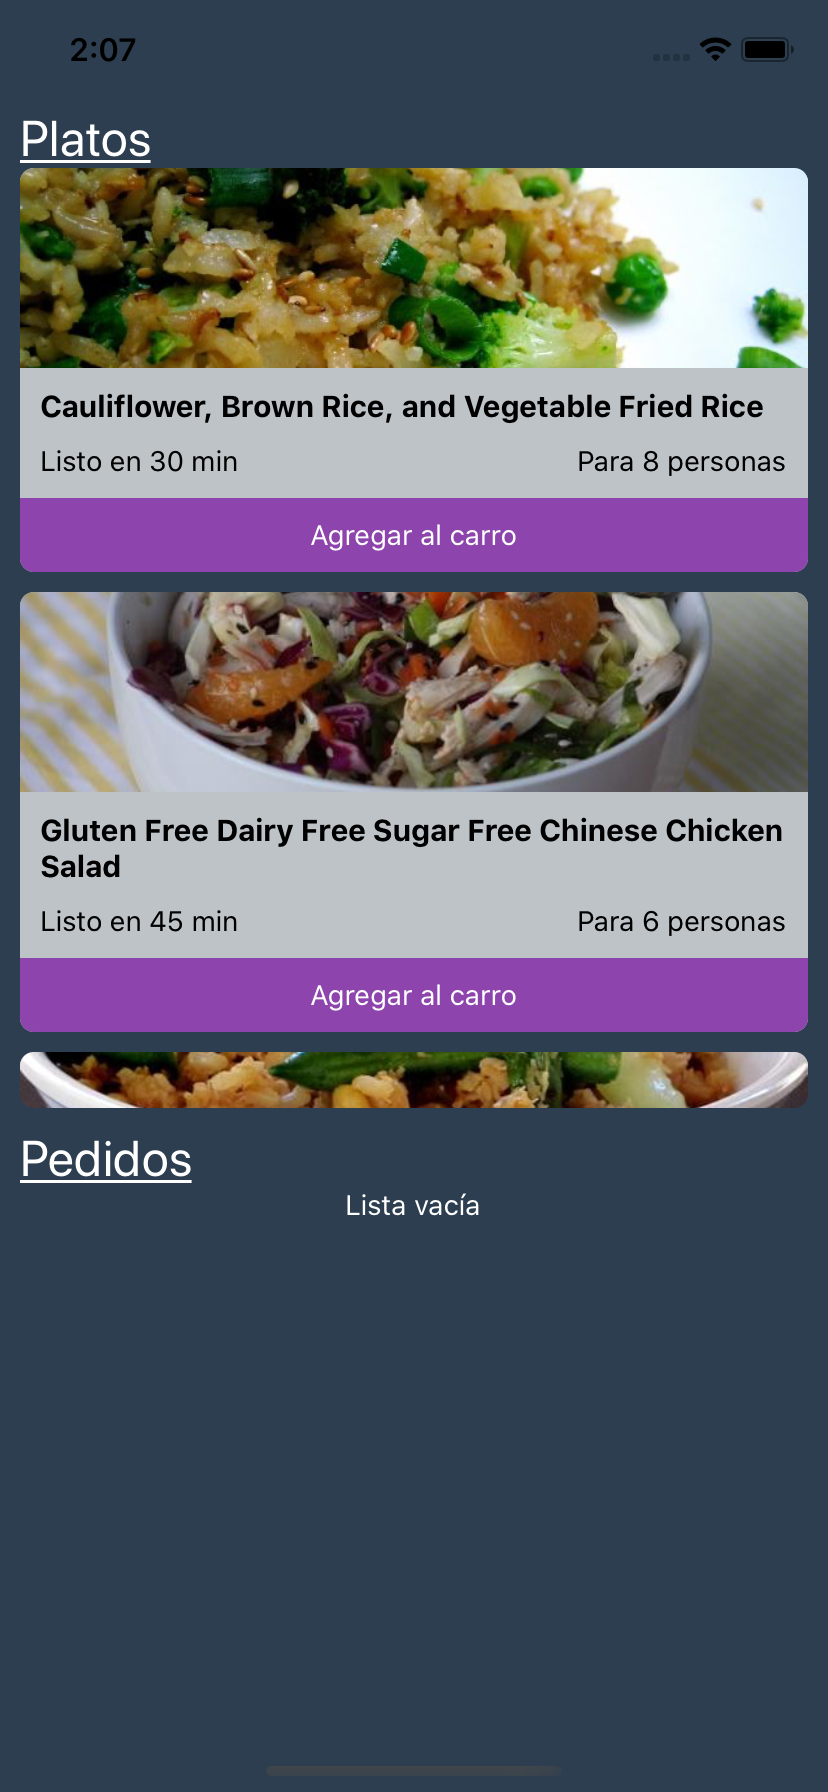 2:07
Platos
Cauliflower, Brown Rice, and Vegetable Fried Rice
Listo en 30 min
Para 8 personas
Agregar al carro
Gluten Free Dairy Free Sugar Free Chinese Chicken
Salad
Listo en 45 min
Para 6 personas
Agregar al carro
Pedidos
Lista vacía